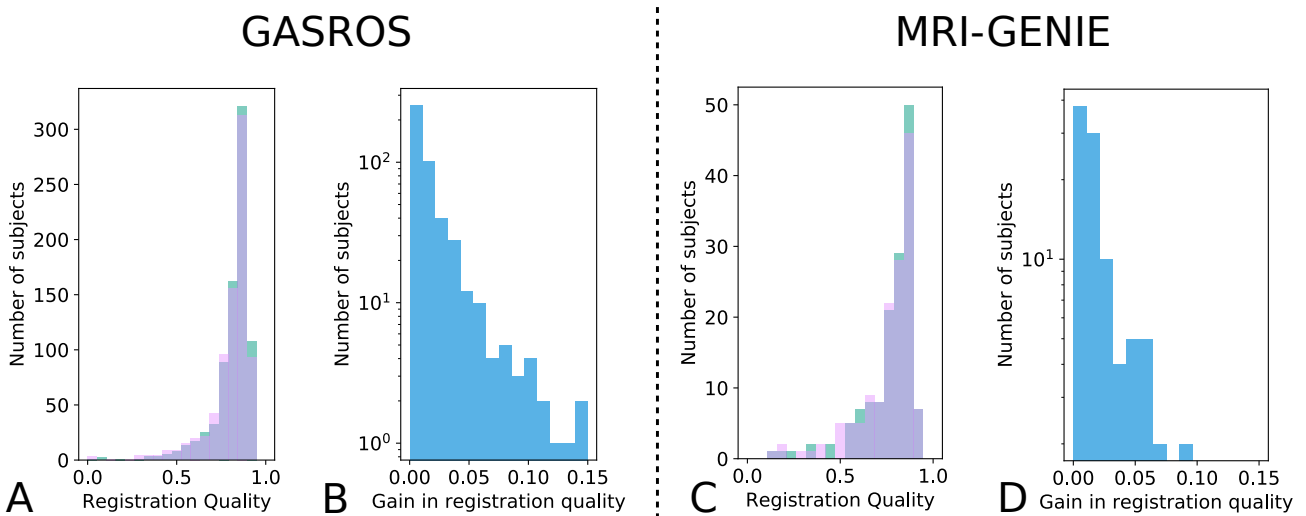 GASROS
MRI-GENIE
Number of subjects
300
250
200
150
100
50
0
0.0
0.5
1.0
Registration Quality
A
Number of subjects
10²
10¹
10⁰
0.00
0.05
0.10
0.15
Gain in registration quality
B
Number of subjects
50
40
30
20
10
0
0.0
0.5
1.0
Registration Quality
C
Number of subjects
10¹
0.00
0.05
0.10
0.15
Gain in registration quality
D